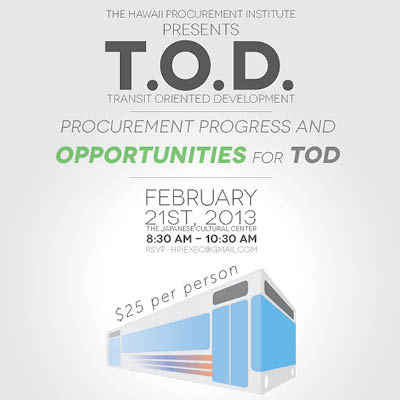 THE HAWAII PROCUREMENT INSTITUTE
PRESENTS
T.O.D.
TRANSIT ORIENTED DEVELOPMENT
PROCUREMENT PROGRESS AND
OPPORTUNITIES FOR TOD
FEBRUARY
21ST, 2013
THE JAPANESE CULTURAL CENTER
8:30 AM – 10:30 AM
RSVP : HPIEXEC@GMAIL.COM
$25 per person